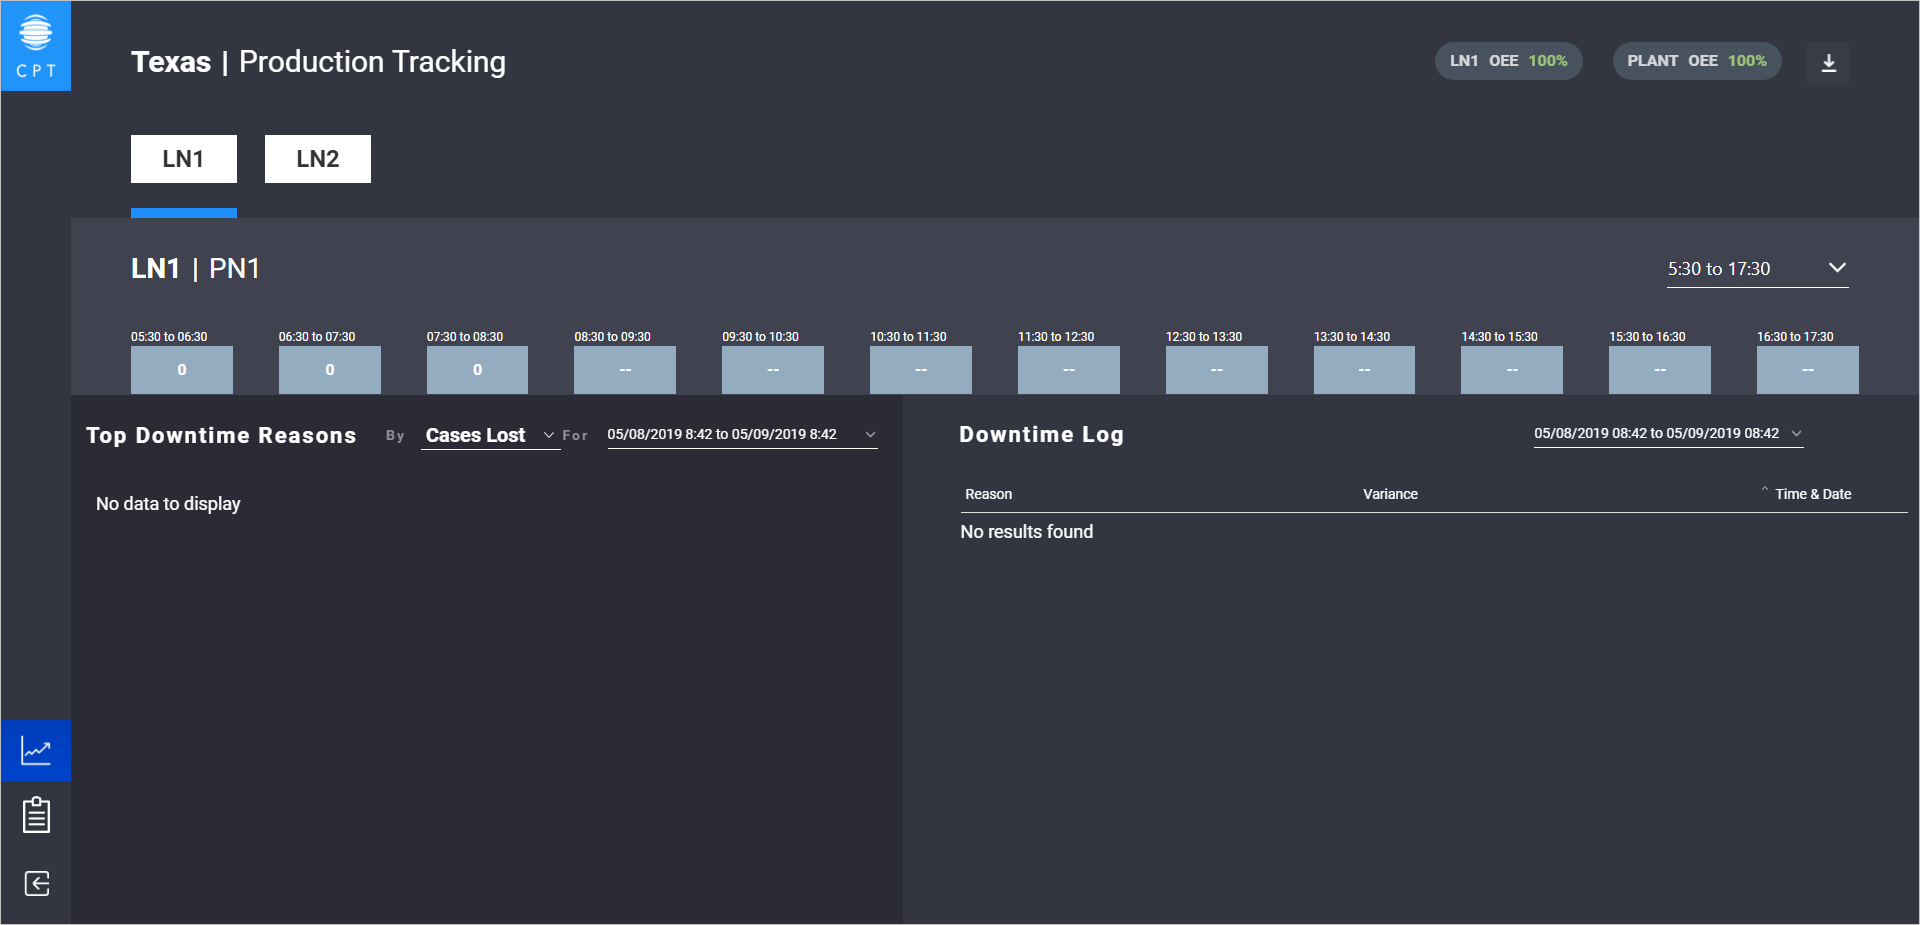 CPT
Texas | Production Tracking
LN1 OEE 100%
PLANT OEE 100%
LN1
LN2
LN1 | PN1
5:30 to 17:30
05:30 to 06:30
06:30 to 07:30
07:30 to 08:30
08:30 to 09:30
09:30 to 10:30
10:30 to 11:30
11:30 to 12:30
12:30 to 13:30
13:30 to 14:30
14:30 to 15:30
15:30 to 16:30
16:30 to 17:30
0
0
0
--
--
--
--
--
--
--
--
--
Top Downtime Reasons
By
Cases Lost
For
05/08/2019 8:42 to 05/09/2019 8:42
No data to display
Downtime Log
05/08/2019 08:42 to 05/09/2019 08:42
Reason
Variance
Time & Date
No results found